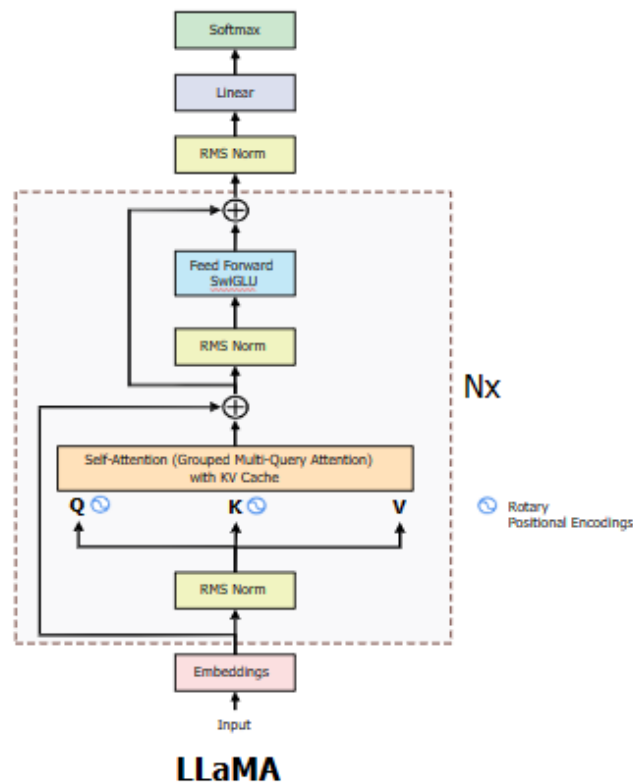 Softmax
Linear
RMS Norm
Feed Forward
SwiGLU
RMS Norm
Nx
Self-Attention (Grouped Multi-Query Attention)
with KV Cache
Q K V
Rotary
Positional Encodings
RMS Norm
Embeddings
Input
LLaMA